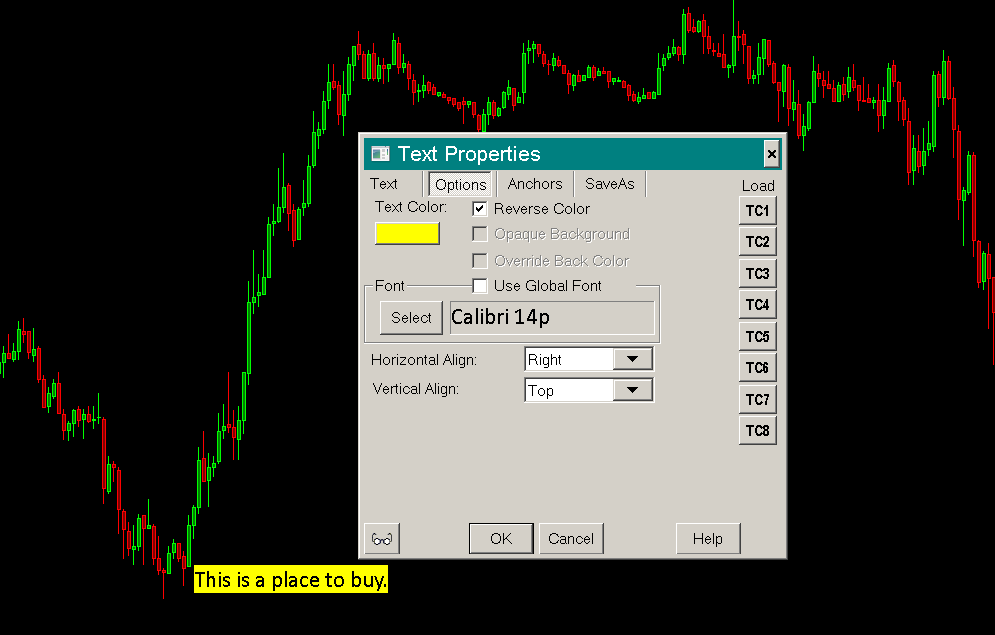 Text Properties
Text Options Anchors SaveAs
Load
Text Color: Reverse Color
TC1
Opaque Background
TC2
Override Back Color
TC3
Font Use Global Font
Select Calibri 14p
TC4
TC5
Horizontal Align: Right
TC6
Vertical Align: Top
TC7
TC8
OK Cancel Help
This is a place to buy.